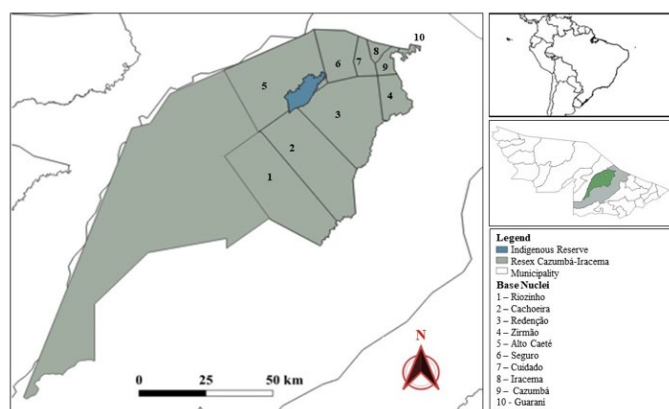 10
8
6
7
9
5
4
3
2
1
N
0 25 50 km
Legend
Indigenous Reserve
Resex Cazumbá-Iracema
Municipality
Base Nuclei
1 – Riozinho
2 – Cachoeira
3 – Redenção
4 – Zirmão
5 – Alto Caeté
6 – Seguro
7 – Cuidado
8 – Iracema
9 – Cazumbá
10 - Guarani